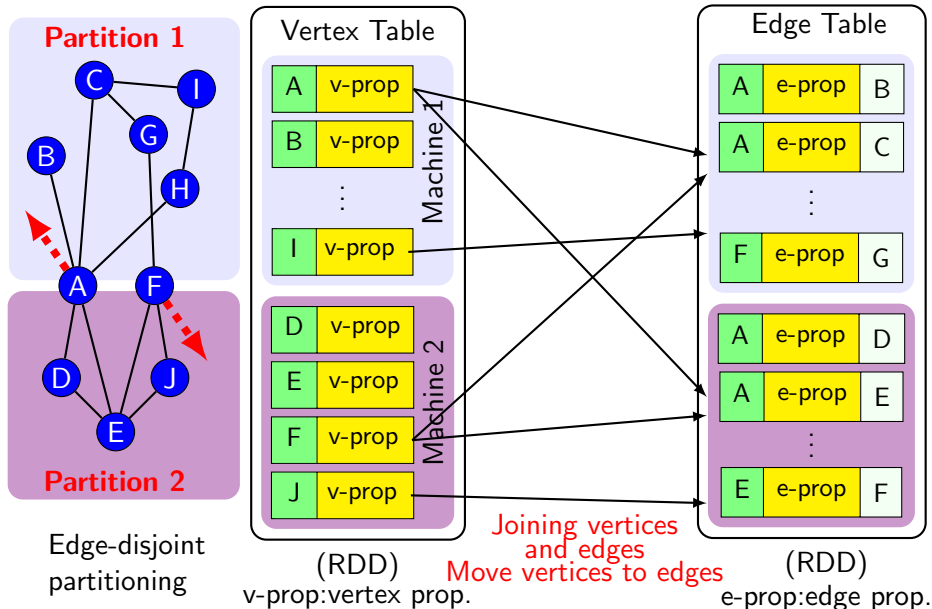 Partition 1
C
I
G
B
H
A
F
D
J
E
Partition 2
Edge-disjoint
partitioning
Vertex Table
A v-prop
B v-prop
⋮
I v-prop
Machine 1
D v-prop
E v-prop
F v-prop
J v-prop
Machine 2
(RDD)
v-prop:vertex prop.
Joining vertices
and edges
Move vertices to edges
Edge Table
A e-prop B
A e-prop C
⋮
F e-prop G
A e-prop D
A e-prop E
⋮
E e-prop F
(RDD)
e-prop:edge prop.